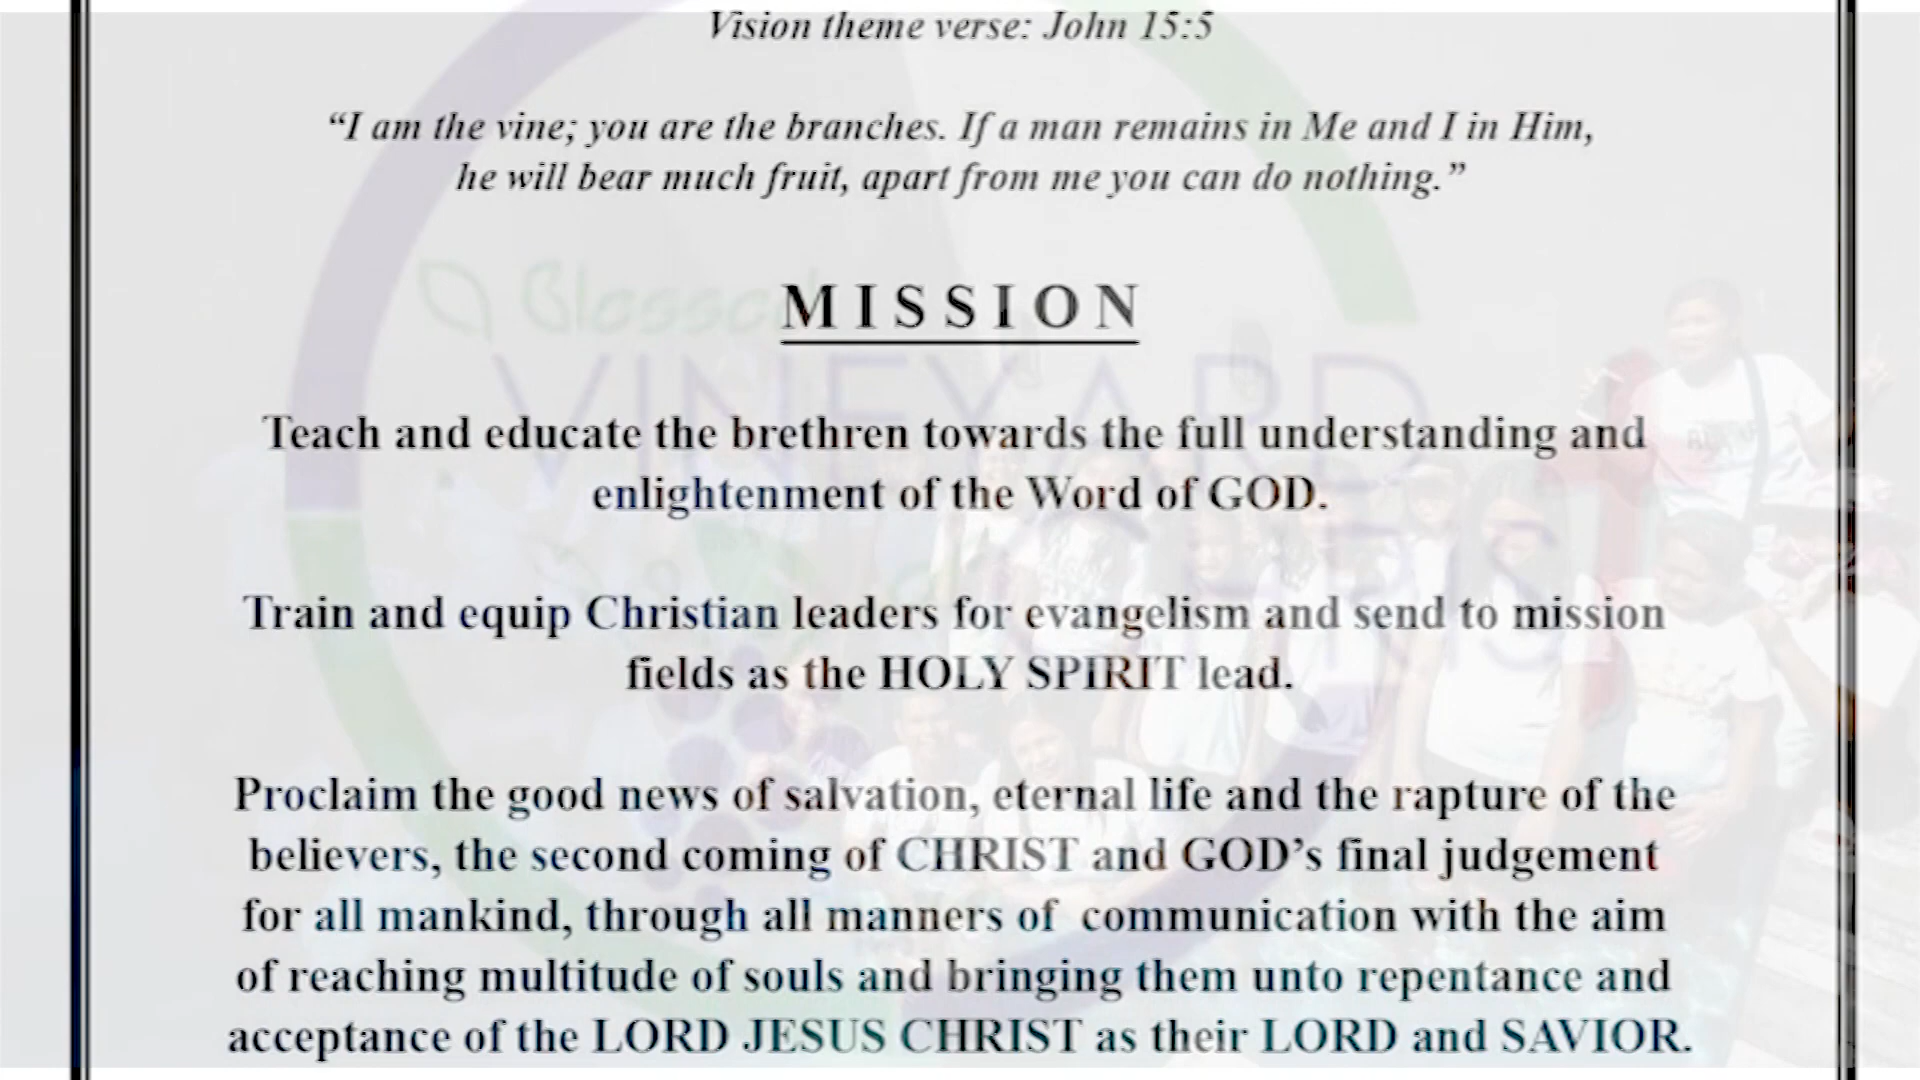 Vision theme verse: John 15:5
“I am the vine; you are the branches. If a man remains in Me and I in Him,
he will bear much fruit, apart from me you can do nothing.”
MISSION
Blessed
VINEYARD
Teach and educate the brethren towards the full understanding and
enlightenment of the Word of GOD.
Train and equip Christian leaders for evangelism and send to mission
fields as the HOLY SPIRIT lead.
Proclaim the good news of salvation, eternal life and the rapture of the
believers, the second coming of CHRIST and GOD’s final judgement
for all mankind, through all manners of communication with the aim
of reaching multitude of souls and bringing them unto repentance and
acceptance of the LORD JESUS CHRIST as their LORD and SAVIOR.